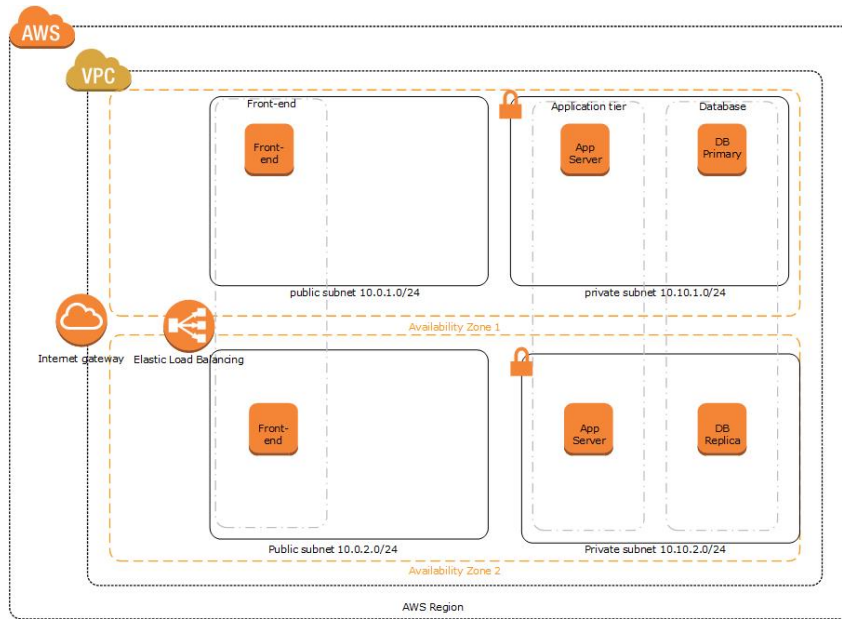 AWS
VPC
Front-end
Application tier
Database
Front-
end
App
Server
DB
Primary
public subnet 10.0.1.0/24
private subnet 10.10.1.0/24
Availability Zone 1
Internet gateway
Elastic Load Balancing
Front-
end
App
Server
DB
Replica
Public subnet 10.0.2.0/24
Private subnet 10.10.2.0/24
Availability Zone 2
AWS Region